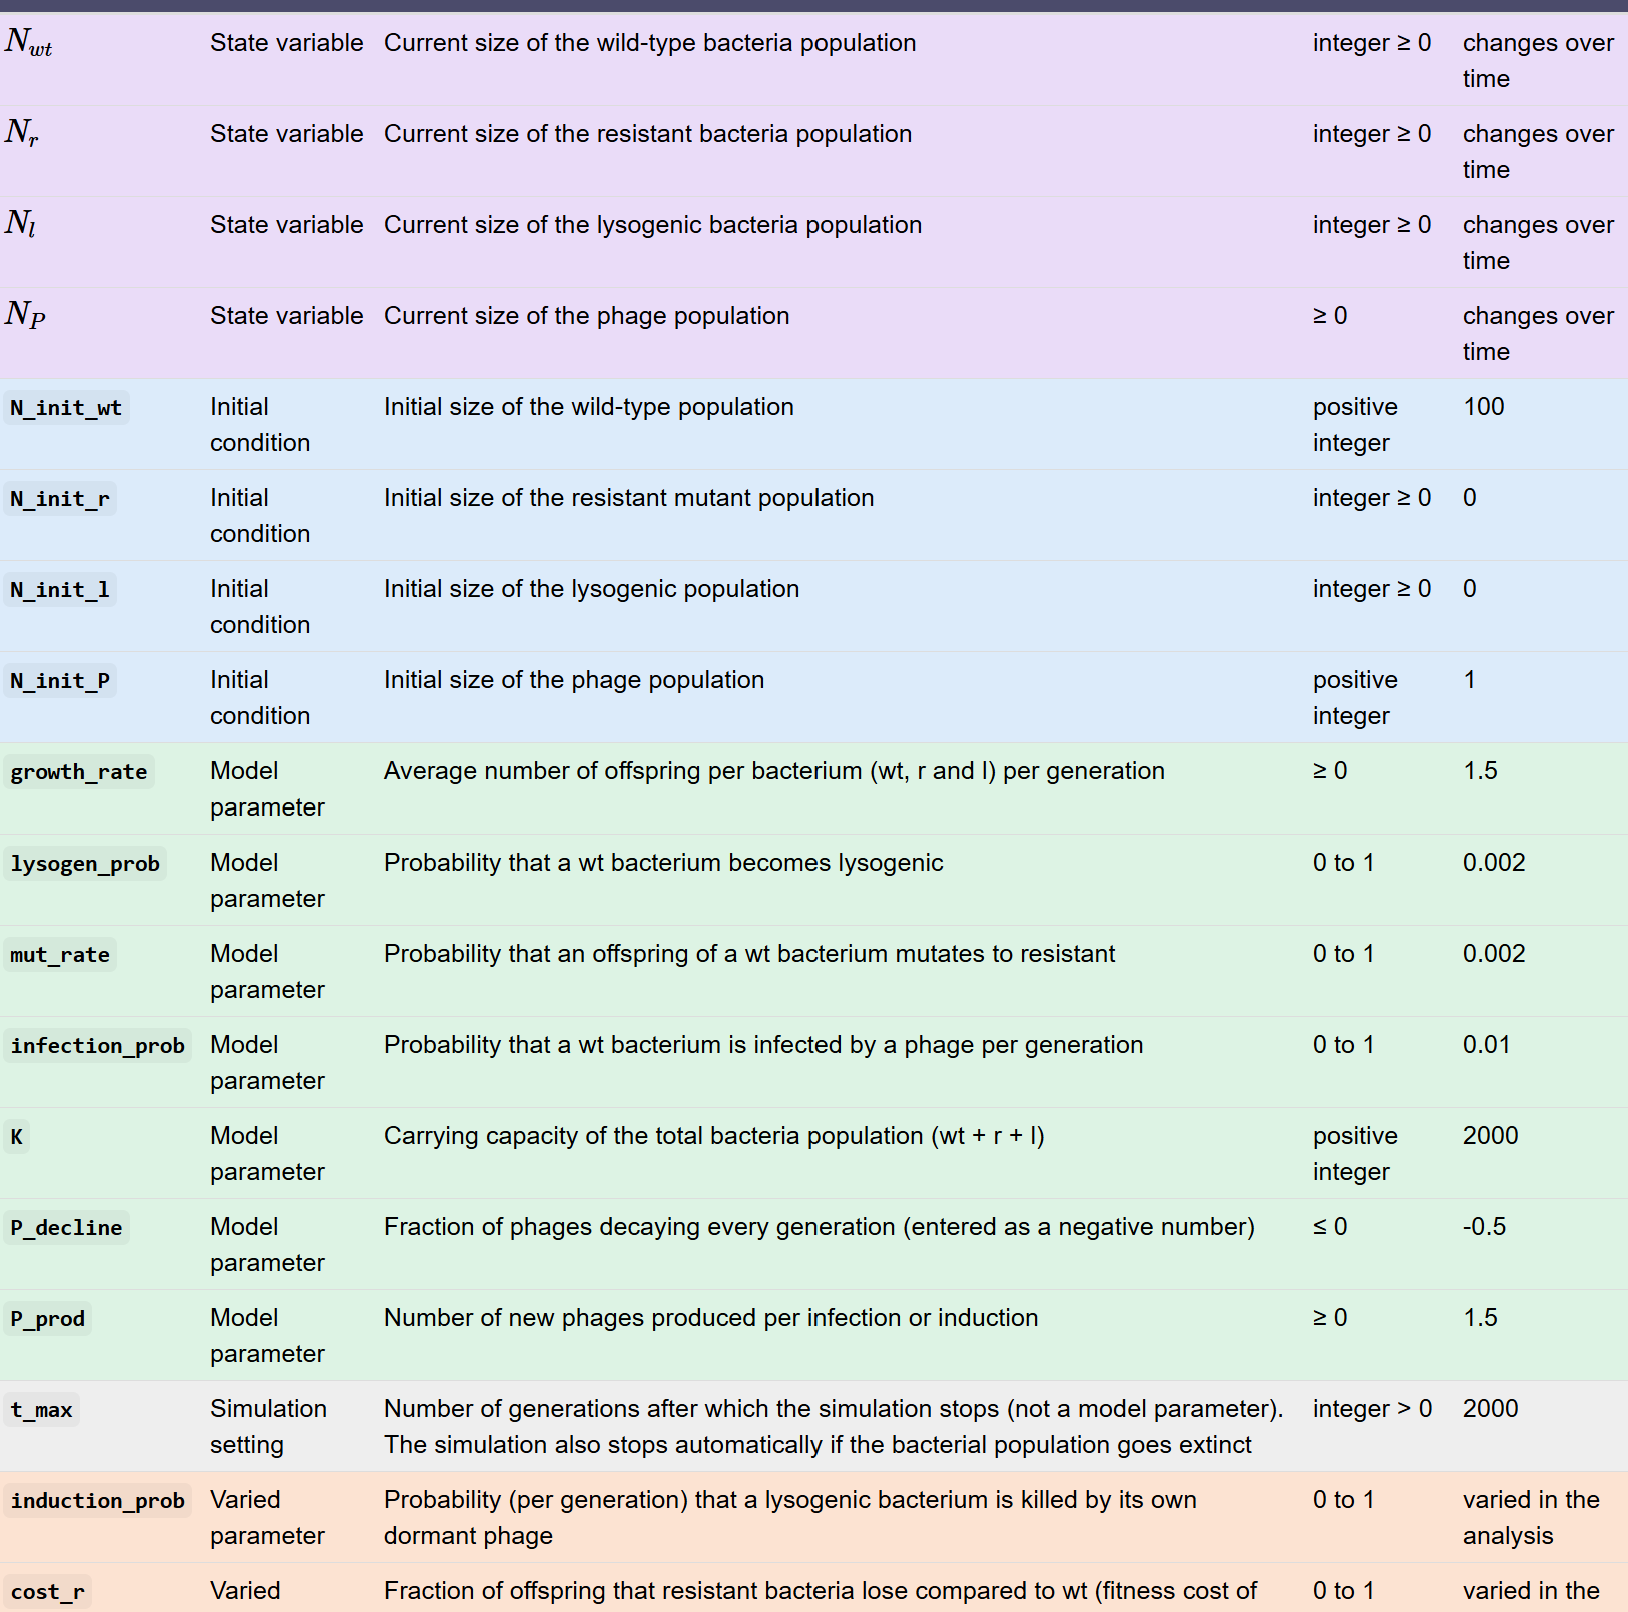 N_wt State variable Current size of the wild-type bacteria population integer ≥ 0 changes over
time
N_r State variable Current size of the resistant bacteria population integer ≥ 0 changes over
time
N_l State variable Current size of the lysogenic bacteria population integer ≥ 0 changes over
time
N_P State variable Current size of the phage population ≥ 0 changes over
time
N_init_wt Initial Initial size of the wild-type population positive 100
condition integer
N_init_r Initial Initial size of the resistant mutant population integer ≥ 0 0
condition
N_init_l Initial Initial size of the lysogenic population integer ≥ 0 0
condition
N_init_P Initial Initial size of the phage population positive 1
condition integer
growth_rate Model Average number of offspring per bacterium (wt, r and l) per generation ≥ 0 1.5
parameter
lysogen_prob Model Probability that a wt bacterium becomes lysogenic 0 to 1 0.002
parameter
mut_rate Model Probability that an offspring of a wt bacterium mutates to resistant 0 to 1 0.002
parameter
infection_prob Model Probability that a wt bacterium is infected by a phage per generation 0 to 1 0.01
parameter
K Model Carrying capacity of the total bacteria population (wt + r + l) positive 2000
parameter integer
P_decline Model Fraction of phages decaying every generation (entered as a negative number) ≤ 0 -0.5
parameter
P_prod Model Number of new phages produced per infection or induction ≥ 0 1.5
parameter
t_max Simulation Number of generations after which the simulation stops (not a model parameter). integer > 0 2000
setting The simulation also stops automatically if the bacterial population goes extinct
induction_prob Varied Probability (per generation) that a lysogenic bacterium is killed by its own 0 to 1 varied in the
parameter dormant phage analysis
cost_r Varied Fraction of offspring that resistant bacteria lose compared to wt (fitness cost of 0 to 1 varied in the